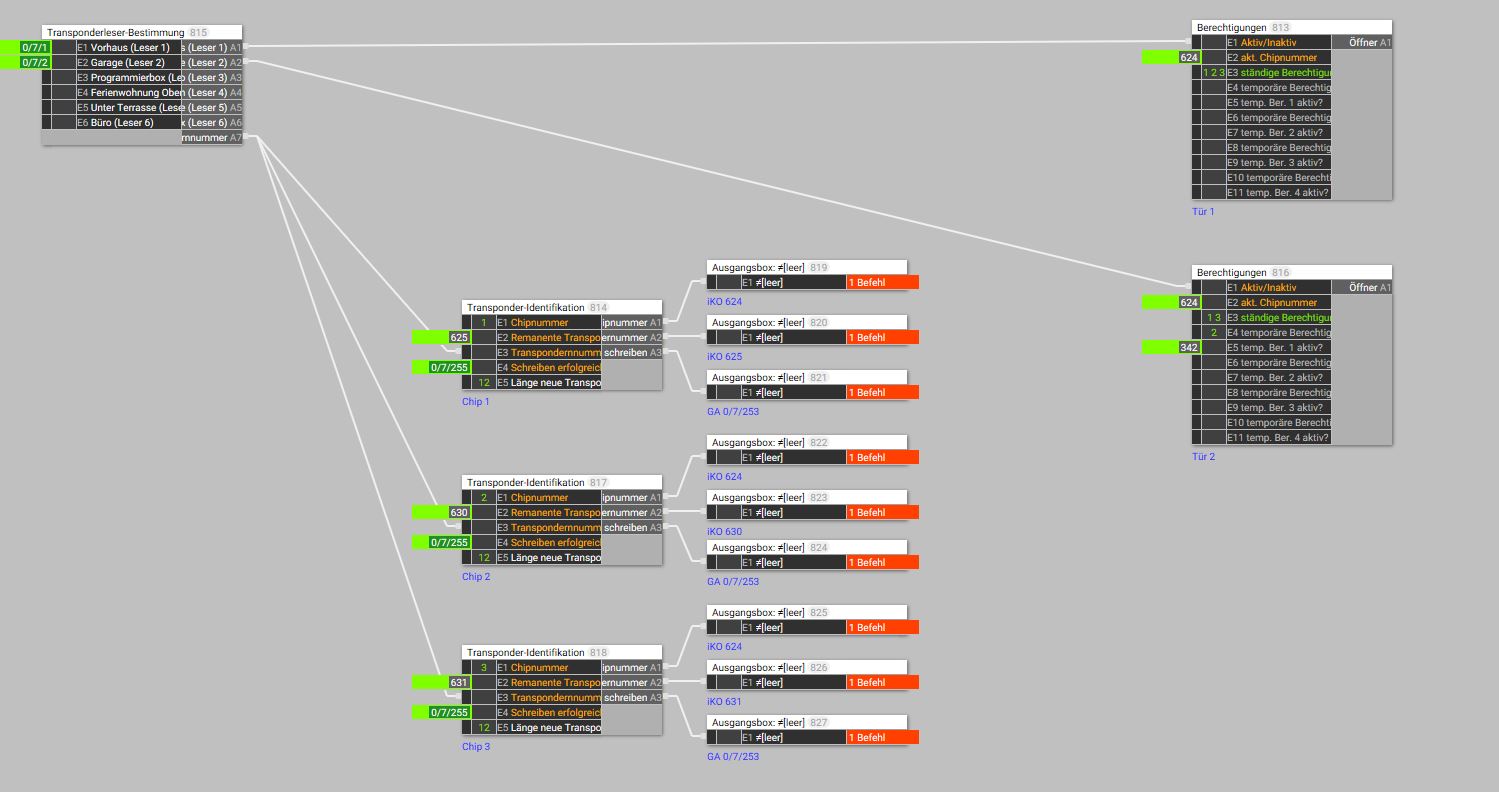 Transponderleser-Bestimmung 815
0/7/1 E1 Vorhaus (Leser 1) (Leser 1) A1
0/7/2 E2 Garage (Leser 2) (Leser 2) A2
E3 Programmierbox (Le (Leser 3) A3
E4 Ferienwohnung Oben (Leser 4) A4
E5 Unter Terrasse (Lese (Leser 5) A5
E6 Büro (Leser 6) (Leser 6) A6
rnnummer A7
Berechtigungen 813
E1 Aktiv/Inaktiv Öffner A1
624 E2 akt. Chipnummer
1 2 3 E3 ständige Berechtigu
E4 temporäre Berechtig
E5 temp. Ber. 1 aktiv?
E6 temporäre Berechtig
E7 temp. Ber. 2 aktiv?
E8 temporäre Berechtig
E9 temp. Ber. 3 aktiv?
E10 temporäre Berechti
E11 temp. Ber. 4 aktiv?
Tür 1
Berechtigungen 816
E1 Aktiv/Inaktiv Öffner A1
624 E2 akt. Chipnummer
1 3 E3 ständige Berechtigu
2 E4 temporäre Berechtig
342 E5 temp. Ber. 1 aktiv?
E6 temporäre Berechtig
E7 temp. Ber. 2 aktiv?
E8 temporäre Berechtig
E9 temp. Ber. 3 aktiv?
E10 temporäre Berechti
E11 temp. Ber. 4 aktiv?
Tür 2
Transponder-Identifikation 814
1 E1 Chipnummer ipnummer A1
625 E2 Remanente Transpo ernummer A2
E3 Transpondernnumm schreiben A3
0/7/255 E4 Schreiben erfolgreich
12 E5 Länge neue Transpo
Chip 1
Ausgangsbox: ≠[leer] 819
E1 ≠[leer] 1 Befehl
iKO 624
Ausgangsbox: ≠[leer] 820
E1 ≠[leer] 1 Befehl
iKO 625
Ausgangsbox: ≠[leer] 821
E1 ≠[leer] 1 Befehl
GA 0/7/253
Transponder-Identifikation 817
2 E1 Chipnummer ipnummer A1
630 E2 Remanente Transpo ernummer A2
E3 Transpondernnumm schreiben A3
0/7/255 E4 Schreiben erfolgreich
12 E5 Länge neue Transpo
Chip 2
Ausgangsbox: ≠[leer] 822
E1 ≠[leer] 1 Befehl
iKO 624
Ausgangsbox: ≠[leer] 823
E1 ≠[leer] 1 Befehl
iKO 630
Ausgangsbox: ≠[leer] 824
E1 ≠[leer] 1 Befehl
GA 0/7/253
Transponder-Identifikation 818
3 E1 Chipnummer ipnummer A1
631 E2 Remanente Transpo ernummer A2
E3 Transpondernnumm schreiben A3
0/7/255 E4 Schreiben erfolgreich
12 E5 Länge neue Transpo
Chip 3
Ausgangsbox: ≠[leer] 825
E1 ≠[leer] 1 Befehl
iKO 624
Ausgangsbox: ≠[leer] 826
E1 ≠[leer] 1 Befehl
iKO 631
Ausgangsbox: ≠[leer] 827
E1 ≠[leer] 1 Befehl
GA 0/7/253